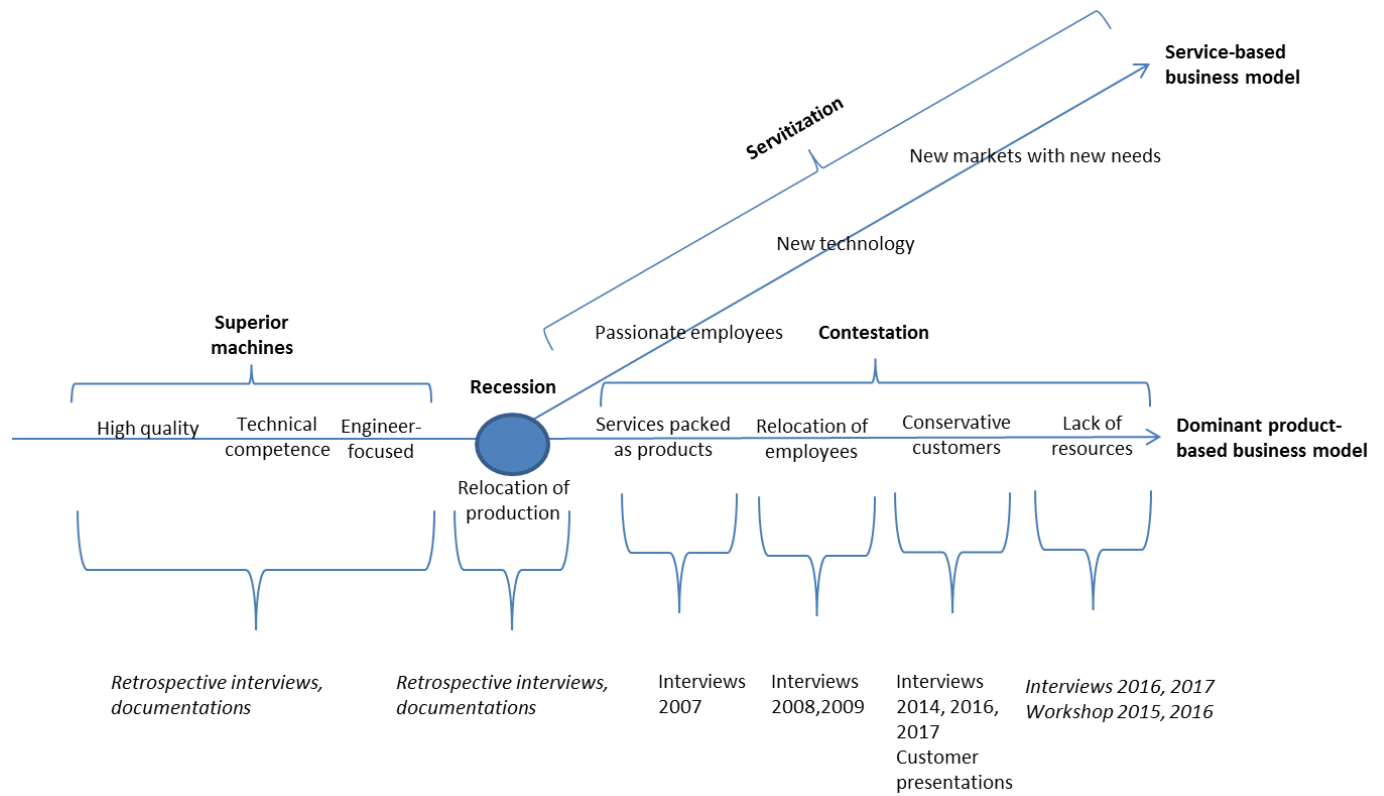 Service-based
business model
Servitization
New markets with new needs
New technology
Superior
machines
Passionate employees
Contestation
Recession
High quality
Technical
competence
Engineer-
focused
Services packed
as products
Relocation of
employees
Conservative
customers
Lack of
resources
Dominant product-
based business model
Relocation of
production
Retrospective interviews,
documentations
Retrospective interviews,
documentations
Interviews
2007
Interviews
2008,2009
Interviews
2014, 2016,
2017
Customer
presentations
Interviews 2016, 2017
Workshop 2015, 2016